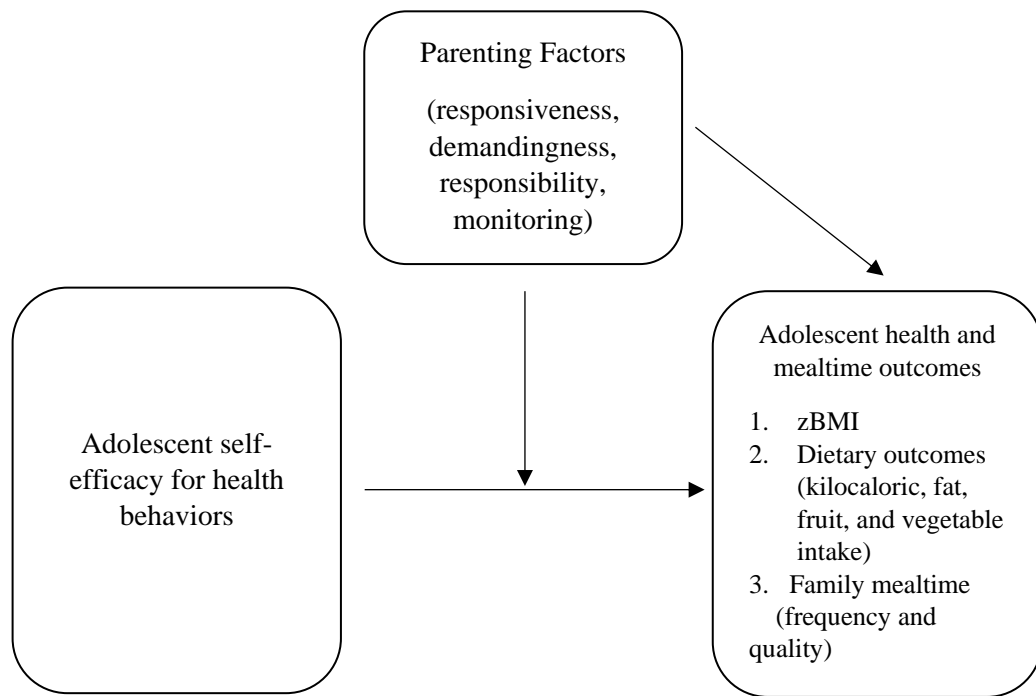 Parenting Factors
(responsiveness,
demandingness,
responsibility,
monitoring)
Adolescent self-
efficacy for health
behaviors
Adolescent health and
mealtime outcomes
1. zBMI
2. Dietary outcomes
(kilocaloric, fat,
fruit, and vegetable
intake)
3. Family mealtime
(frequency and
quality)